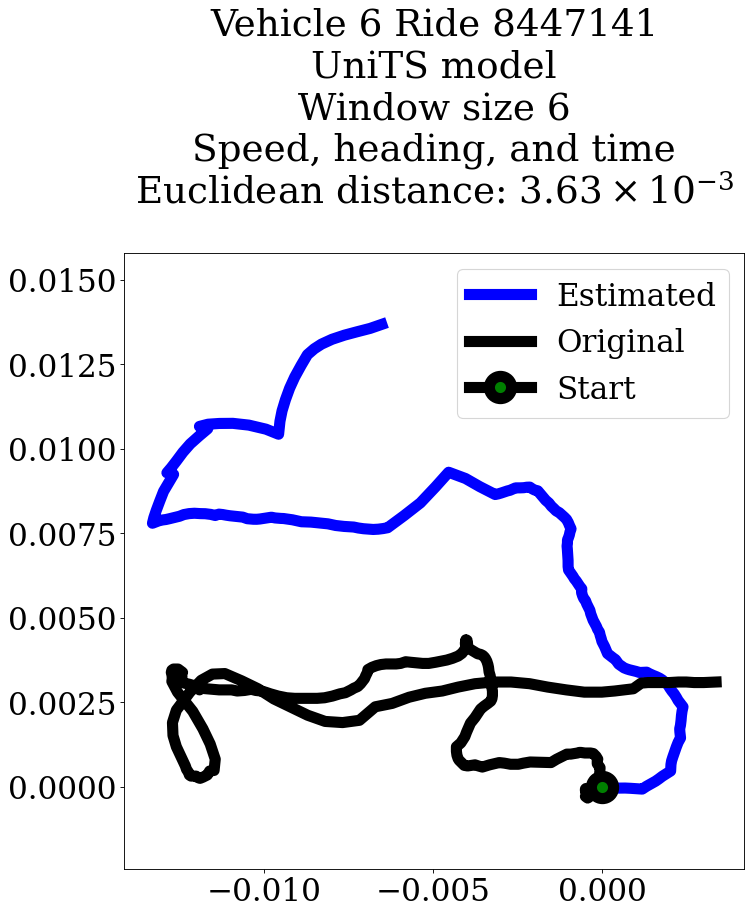 Vehicle 6 Ride 8447141
UniTS model
Window size 6
Speed, heading, and time
Euclidean distance: 3.63 × 10⁻³
Estimated
Original
Start
0.0150
0.0125
0.0100
0.0075
0.0050
0.0025
0.0000
−0.010 −0.005 0.000